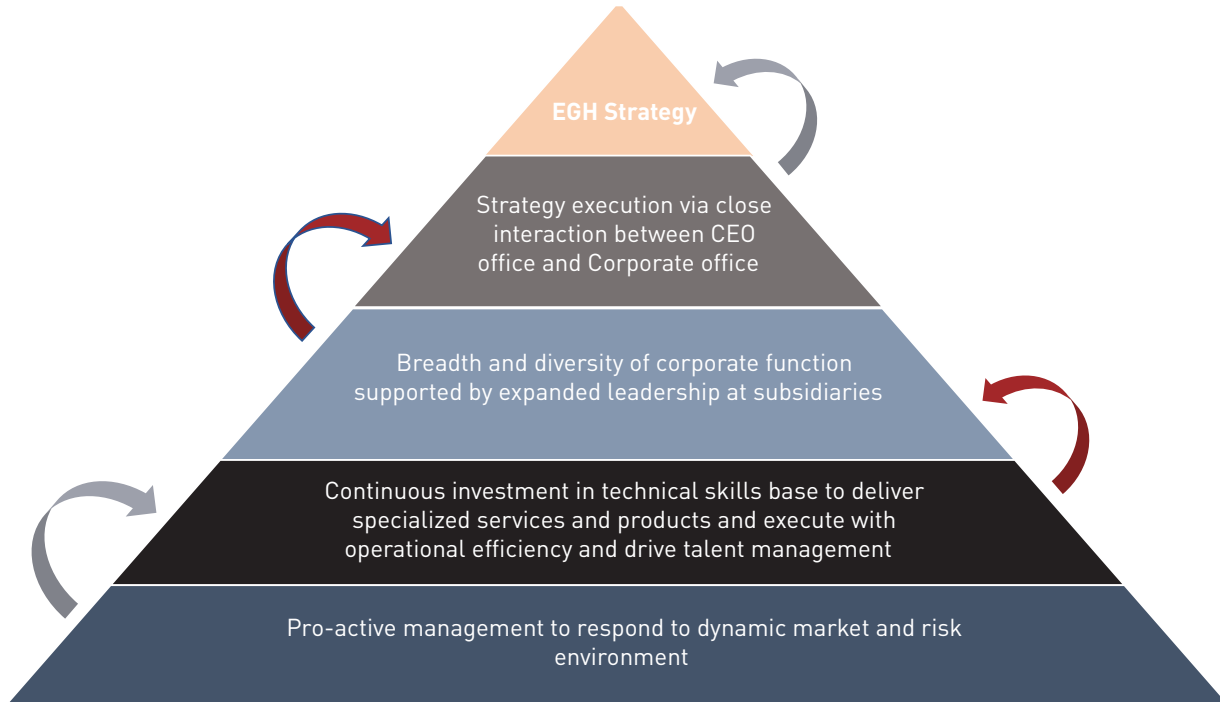 EGH Strategy
Strategy execution via close
interaction between CEO
office and Corporate office
Breadth and diversity of corporate function
supported by expanded leadership at subsidiaries
Continuous investment in technical skills base to deliver
specialized services and products and execute with
operational efficiency and drive talent management
Pro-active management to respond to dynamic market and risk
environment